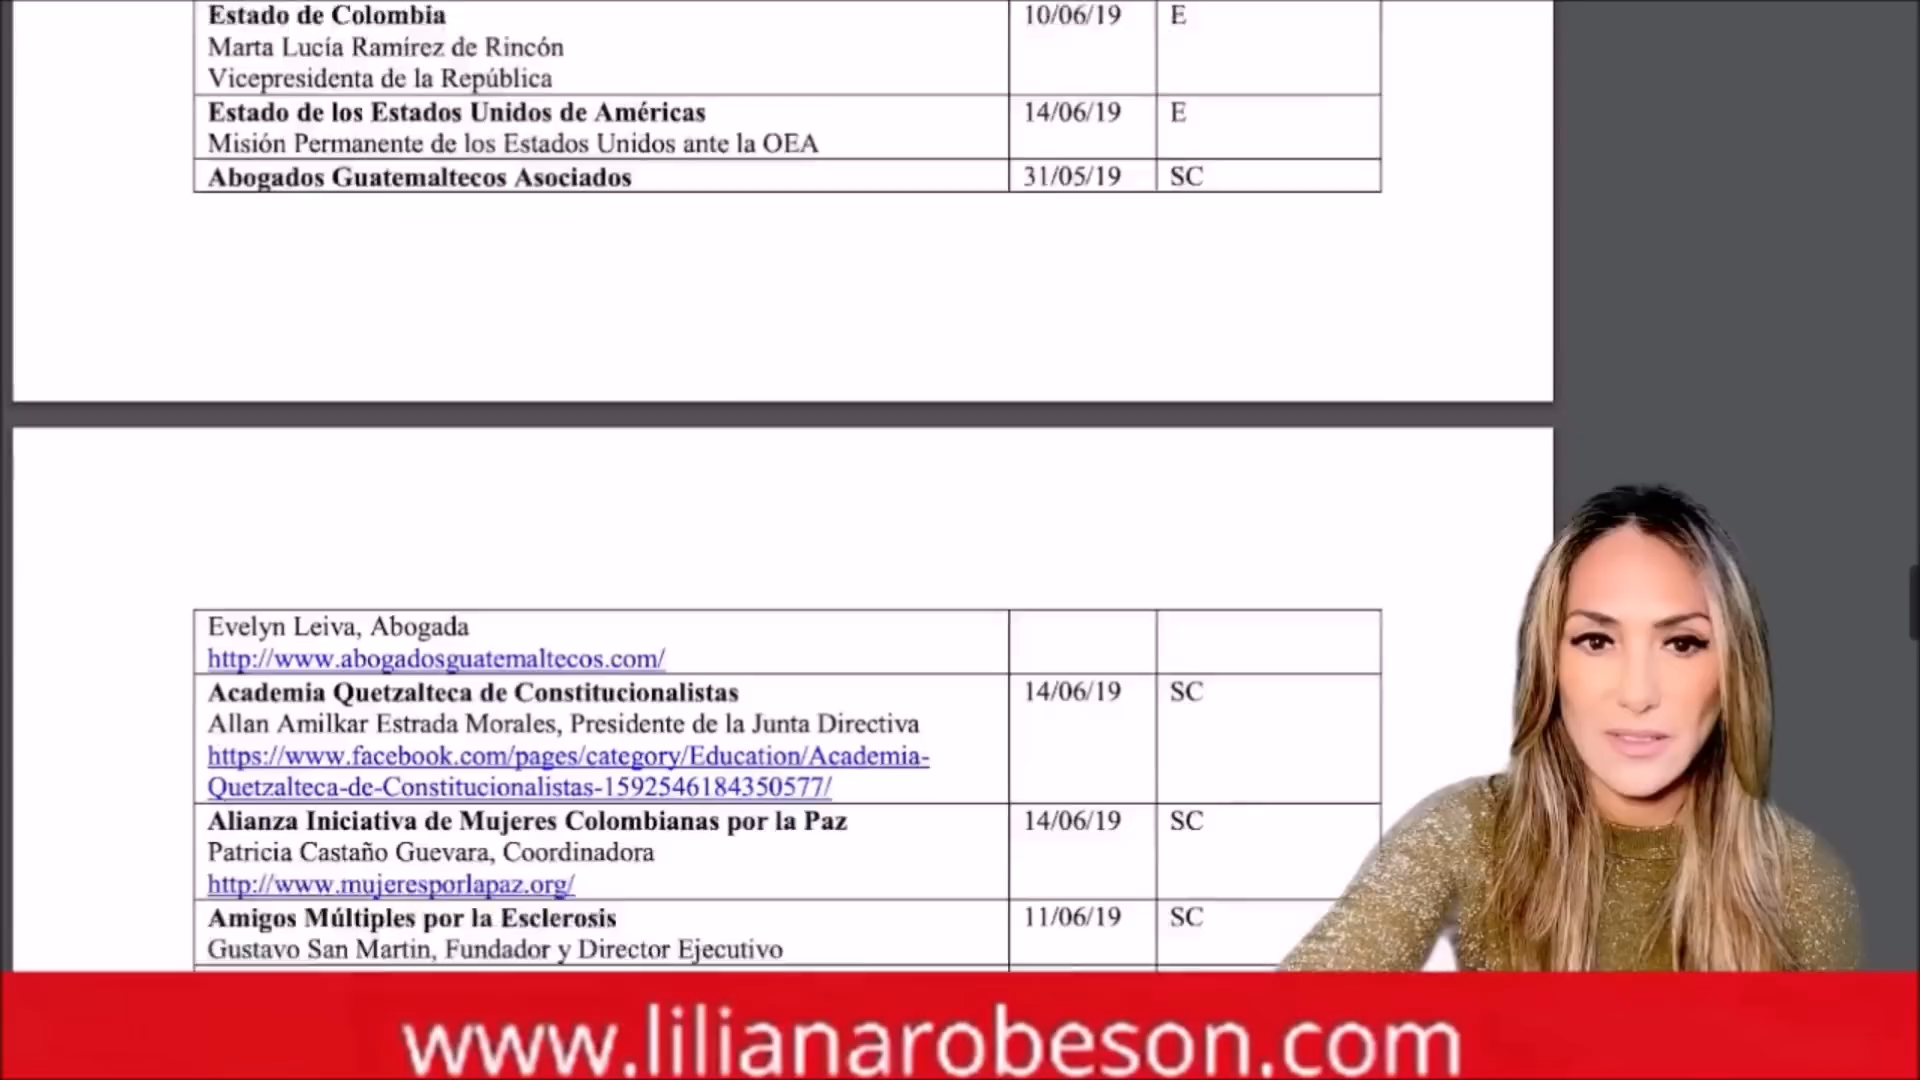 Estado de Colombia
10/06/19
E
Marta Lucía Ramírez de Rincón
Vicepresidenta de la República
Estado de los Estados Unidos de Américas
14/06/19
E
Misión Permanente de los Estados Unidos ante la OEA
Abogados Guatemaltecos Asociados
31/05/19
SC
Evelyn Leiva, Abogada
http://www.abogadosguatemaltecos.com/
Academia Quetzalteca de Constitucionalistas
14/06/19
SC
Allan Amilkar Estrada Morales, Presidente de la Junta Directiva
https://www.facebook.com/pages/category/Education/Academia-
Quetzalteca-de-Constitucionalistas-1592546184350577/
Alianza Iniciativa de Mujeres Colombianas por la Paz
14/06/19
SC
Patricia Castaño Guevara, Coordinadora
http://www.mujeresporlapaz.org/
Amigos Múltiples por la Esclerosis
11/06/19
SC
Gustavo San Martin, Fundador y Director Ejecutivo
www.lilianarobeson.com